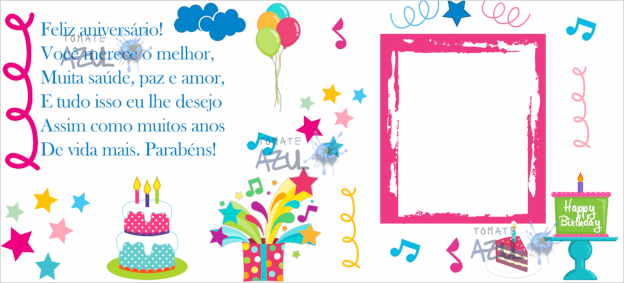 Feliz aniversário!
Você merece o melhor,
Muita saúde, paz e amor,
E tudo isso eu lhe desejo
Assim como muitos anos
De vida mais. Parabéns!
TOMATE
AZUL
TOMATE
AZUL
TOMATE
AZUL
Happy
Birthday